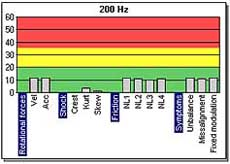 200 Hz
60
50
40
30
20
10
0
Rotational forces
Vel
Acc
Shock
Crest
Kurt
Skew
Friction
NL1
NL2
NL3
NL4
Symptoms
Unbalance
Missalignment
Fixed modulation